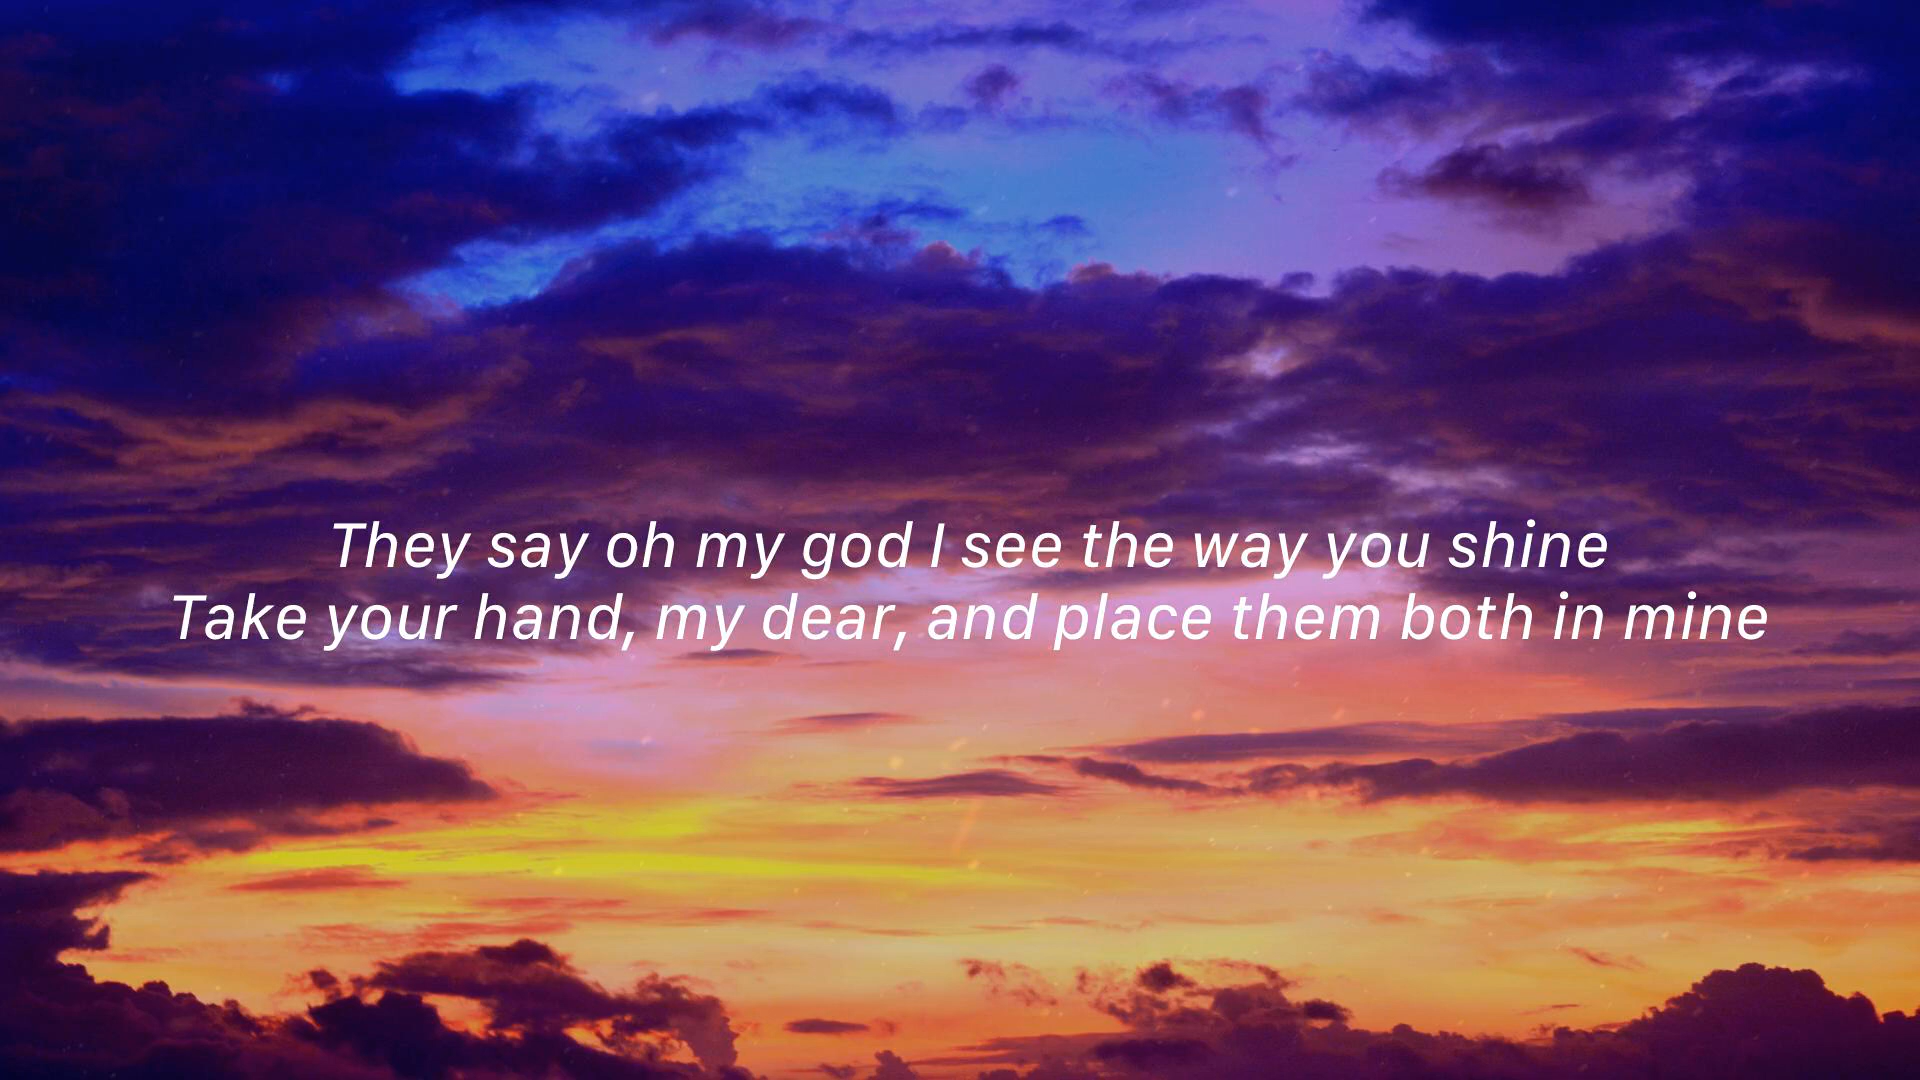 They say oh my god I see the way you shine
Take your hand, my dear, and place them both in mine